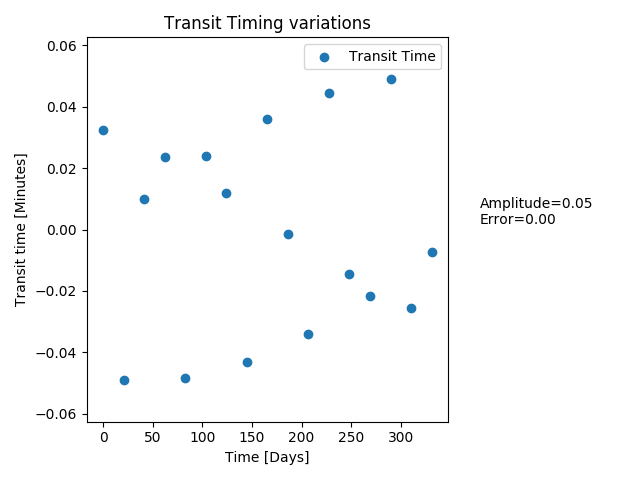 Transit Timing variations
Transit Time
Transit time [Minutes]
0.06
0.04
0.02
0.00
−0.02
−0.04
−0.06
0 50 100 150 200 250 300
Time [Days]
Amplitude=0.05
Error=0.00